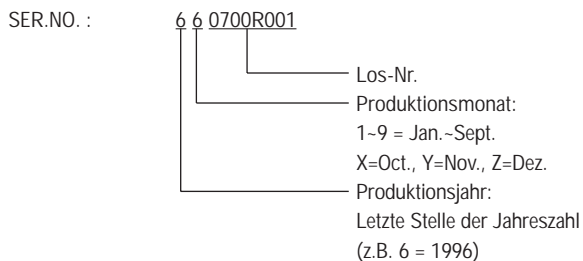 SER.NO. : 6 6 0700R001
Los-Nr.
Produktionsmonat:
1~9 = Jan.~Sept.
X=Oct., Y=Nov., Z=Dez.
Produktionsjahr:
Letzte Stelle der Jahreszahl
(z.B. 6 = 1996)